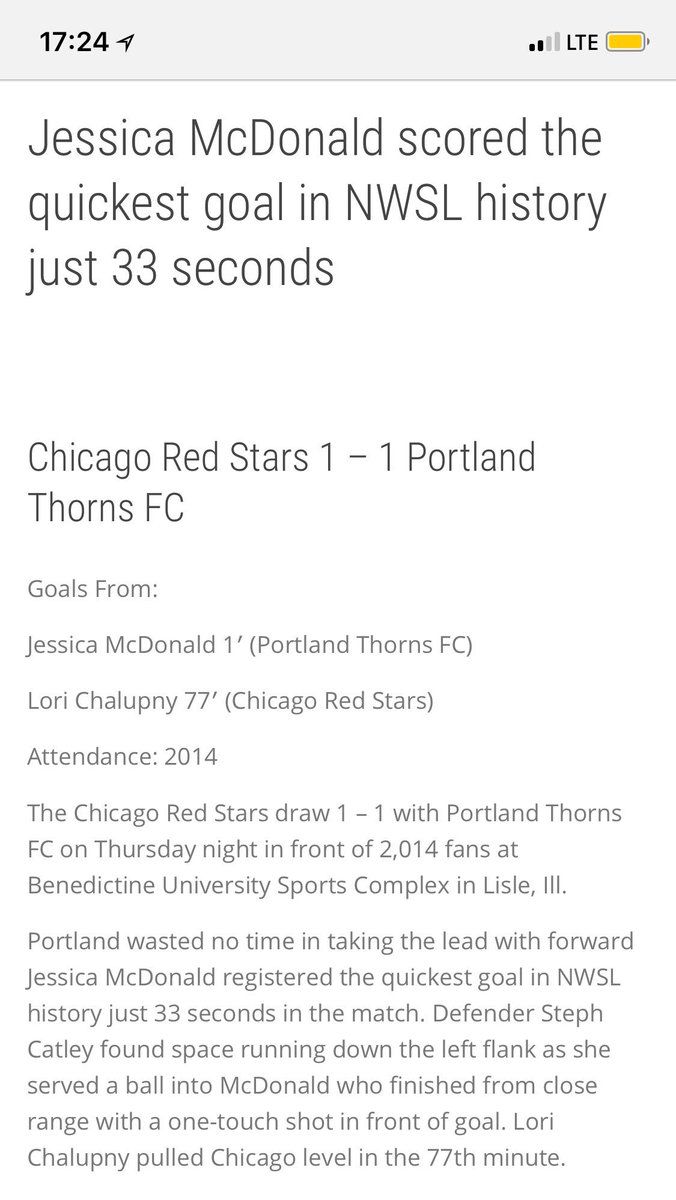 17:24
LTE
Jessica McDonald scored the
quickest goal in NWSL history
just 33 seconds
Chicago Red Stars 1 – 1 Portland
Thorns FC
Goals From:
Jessica McDonald 1′ (Portland Thorns FC)
Lori Chalupny 77′ (Chicago Red Stars)
Attendance: 2014
The Chicago Red Stars draw 1 – 1 with Portland Thorns
FC on Thursday night in front of 2,014 fans at
Benedictine University Sports Complex in Lisle, Ill.
Portland wasted no time in taking the lead with forward
Jessica McDonald registered the quickest goal in NWSL
history just 33 seconds in the match. Defender Steph
Catley found space running down the left flank as she
served a ball into McDonald who finished from close
range with a one-touch shot in front of goal. Lori
Chalupny pulled Chicago level in the 77th minute.